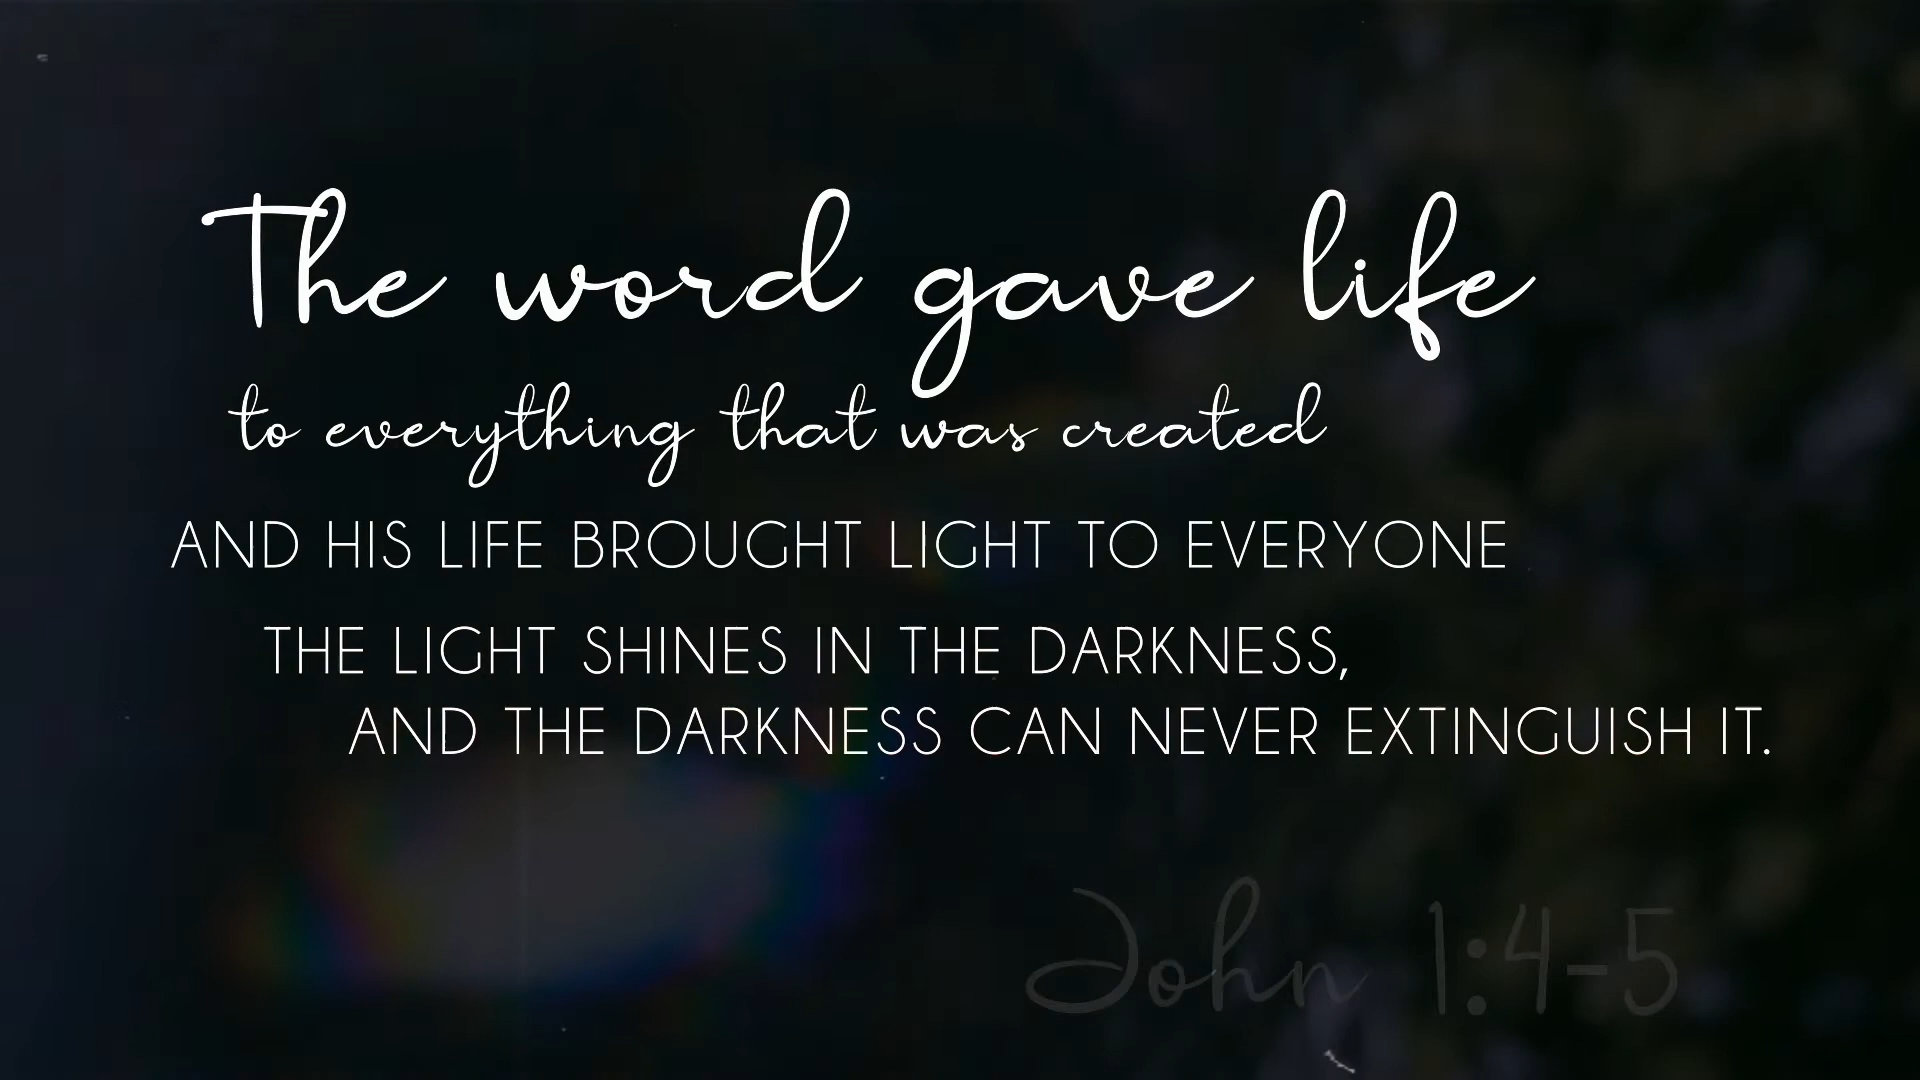 The word gave life
to everything that was created
AND HIS LIFE BROUGHT LIGHT TO EVERYONE
THE LIGHT SHINES IN THE DARKNESS,
AND THE DARKNESS CAN NEVER EXTINGUISH IT.
John 1:4-5